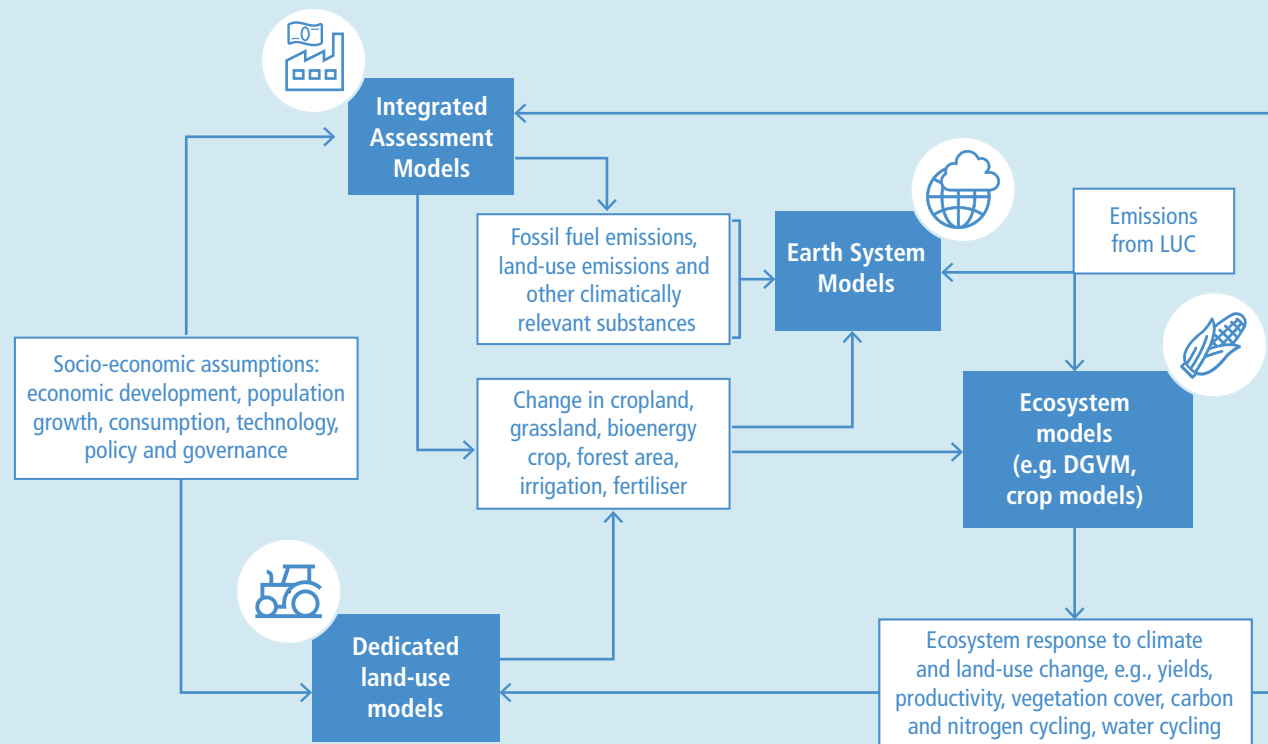 Integrated
Assessment
Models
Fossil fuel emissions,
land-use emissions and
other climatically
relevant substances
Earth System
Models
Emissions
from LUC
Socio-economic assumptions:
economic development, population
growth, consumption, technology,
policy and governance
Change in cropland,
grassland, bioenergy
crop, forest area,
irrigation, fertiliser
Ecosystem
models
(e.g. DGVM,
crop models)
Dedicated
land-use
models
Ecosystem response to climate
and land-use change, e.g., yields,
productivity, vegetation cover, carbon
and nitrogen cycling, water cycling